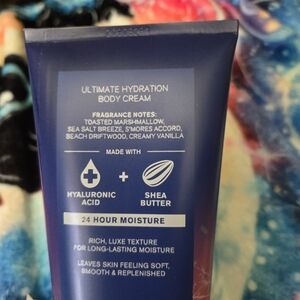 ULTIMATE HYDRATION
BODY CREAM
FRAGRANCE NOTES:
TOASTED MARSHMALLOW,
SEA SALT BREEZE, S'MORES ACCORD,
BEACH DRIFTWOOD, CREAMY VANILLA
MADE WITH
HYALURONIC
ACID
+
SHEA
BUTTER
24 HOUR MOISTURE
RICH, LUXE TEXTURE
FOR LONG-LASTING MOISTURE
LEAVES SKIN FEELING SOFT,
SMOOTH & REPLENISHED